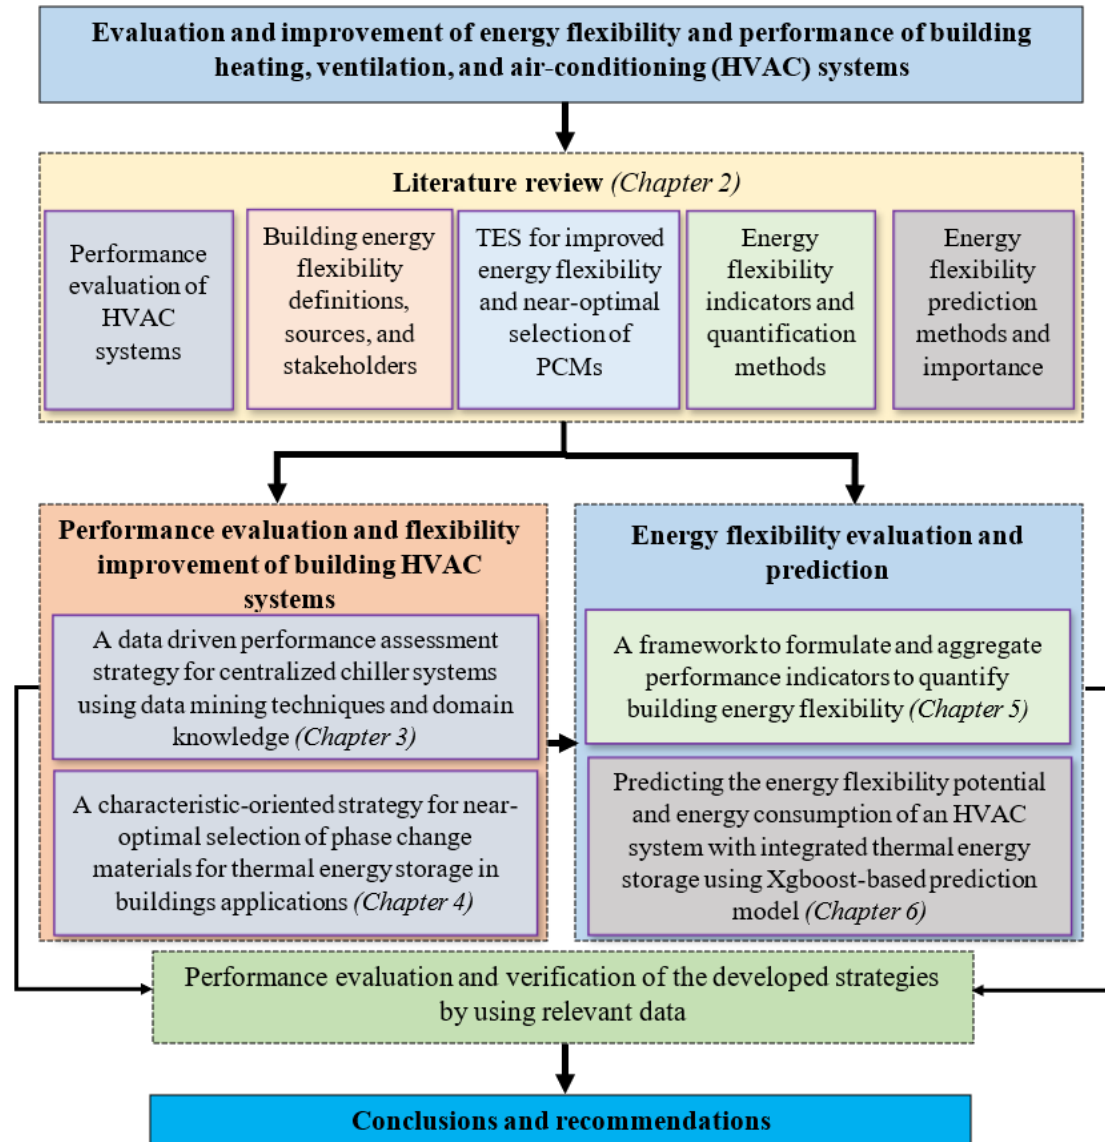 Evaluation and improvement of energy flexibility and performance of building
heating, ventilation, and air-conditioning (HVAC) systems
Literature review (Chapter 2)
Performance
evaluation of
HVAC
systems
Building energy
flexibility
definitions,
sources, and
stakeholders
TES for improved
energy flexibility
and near-optimal
selection of
PCMs
Energy
flexibility
indicators and
quantification
methods
Energy
flexibility
prediction
methods and
importance
Performance evaluation and flexibility
improvement of building HVAC
systems
A data driven performance assessment
strategy for centralized chiller systems
using data mining techniques and domain
knowledge (Chapter 3)
A characteristic-oriented strategy for near-
optimal selection of phase change
materials for thermal energy storage in
buildings applications (Chapter 4)
Energy flexibility evaluation and
prediction
A framework to formulate and aggregate
performance indicators to quantify
building energy flexibility (Chapter 5)
Predicting the energy flexibility potential
and energy consumption of an HVAC
system with integrated thermal energy
storage using Xgboost-based prediction
model (Chapter 6)
Performance evaluation and verification of the developed strategies
by using relevant data
Conclusions and recommendations